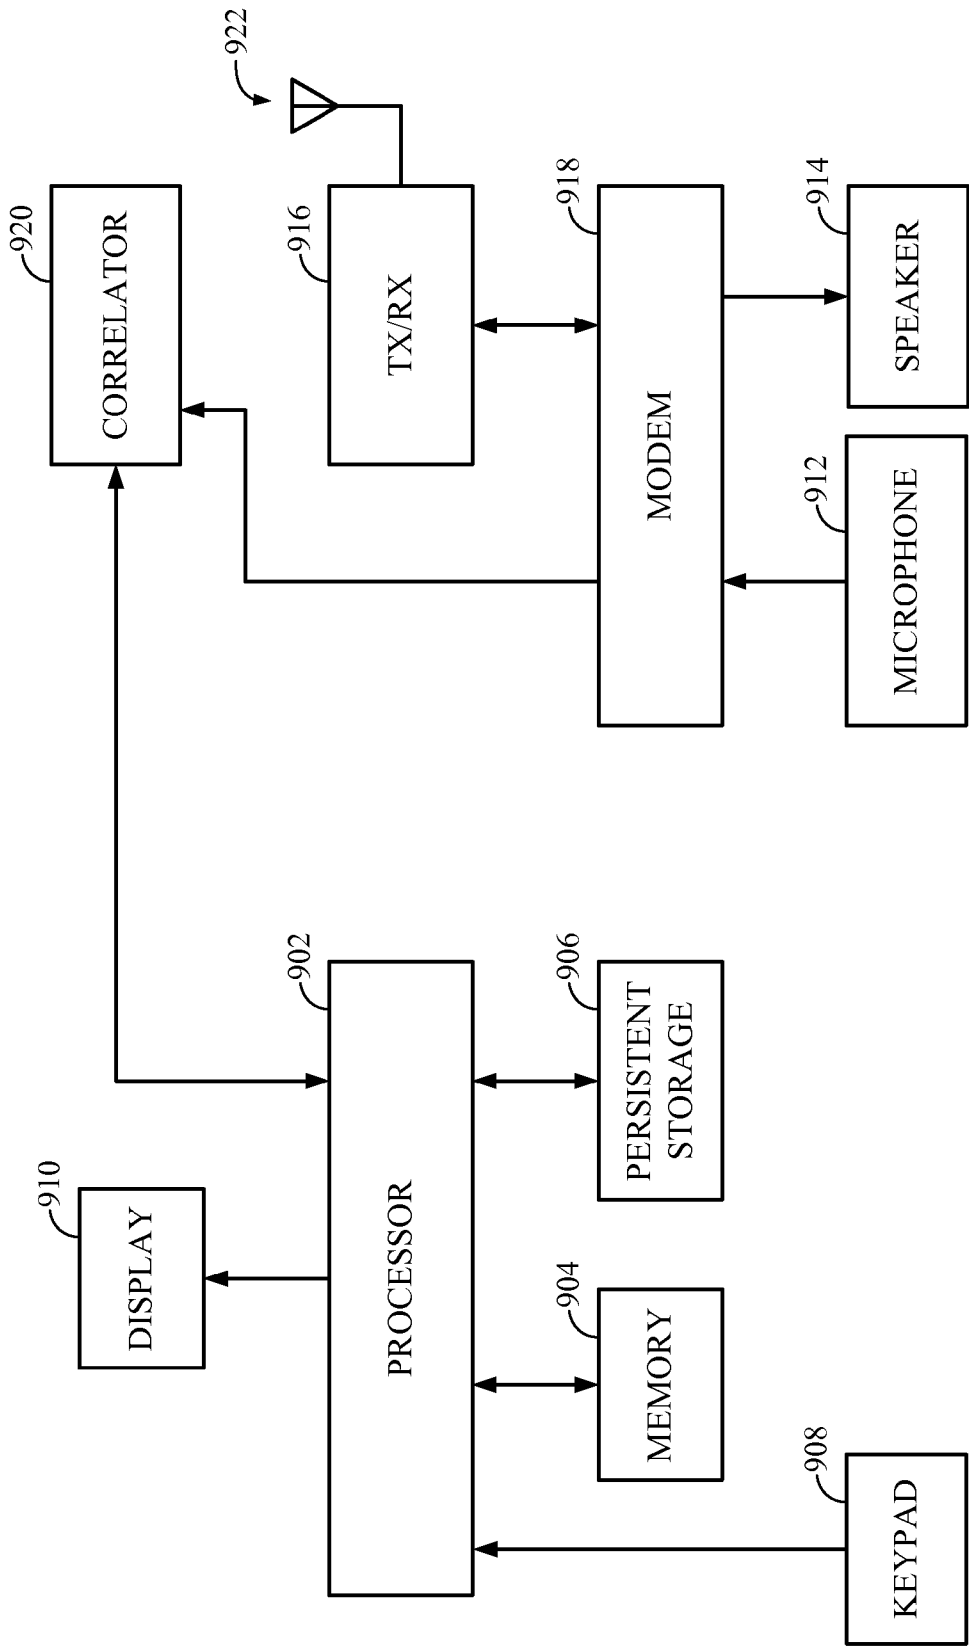 910
DISPLAY
920
CORRELATOR
902
PROCESSOR
916
TX/RX
922
904
MEMORY
906
PERSISTENT
STORAGE
918
MODEM
908
KEYPAD
912
MICROPHONE
914
SPEAKER